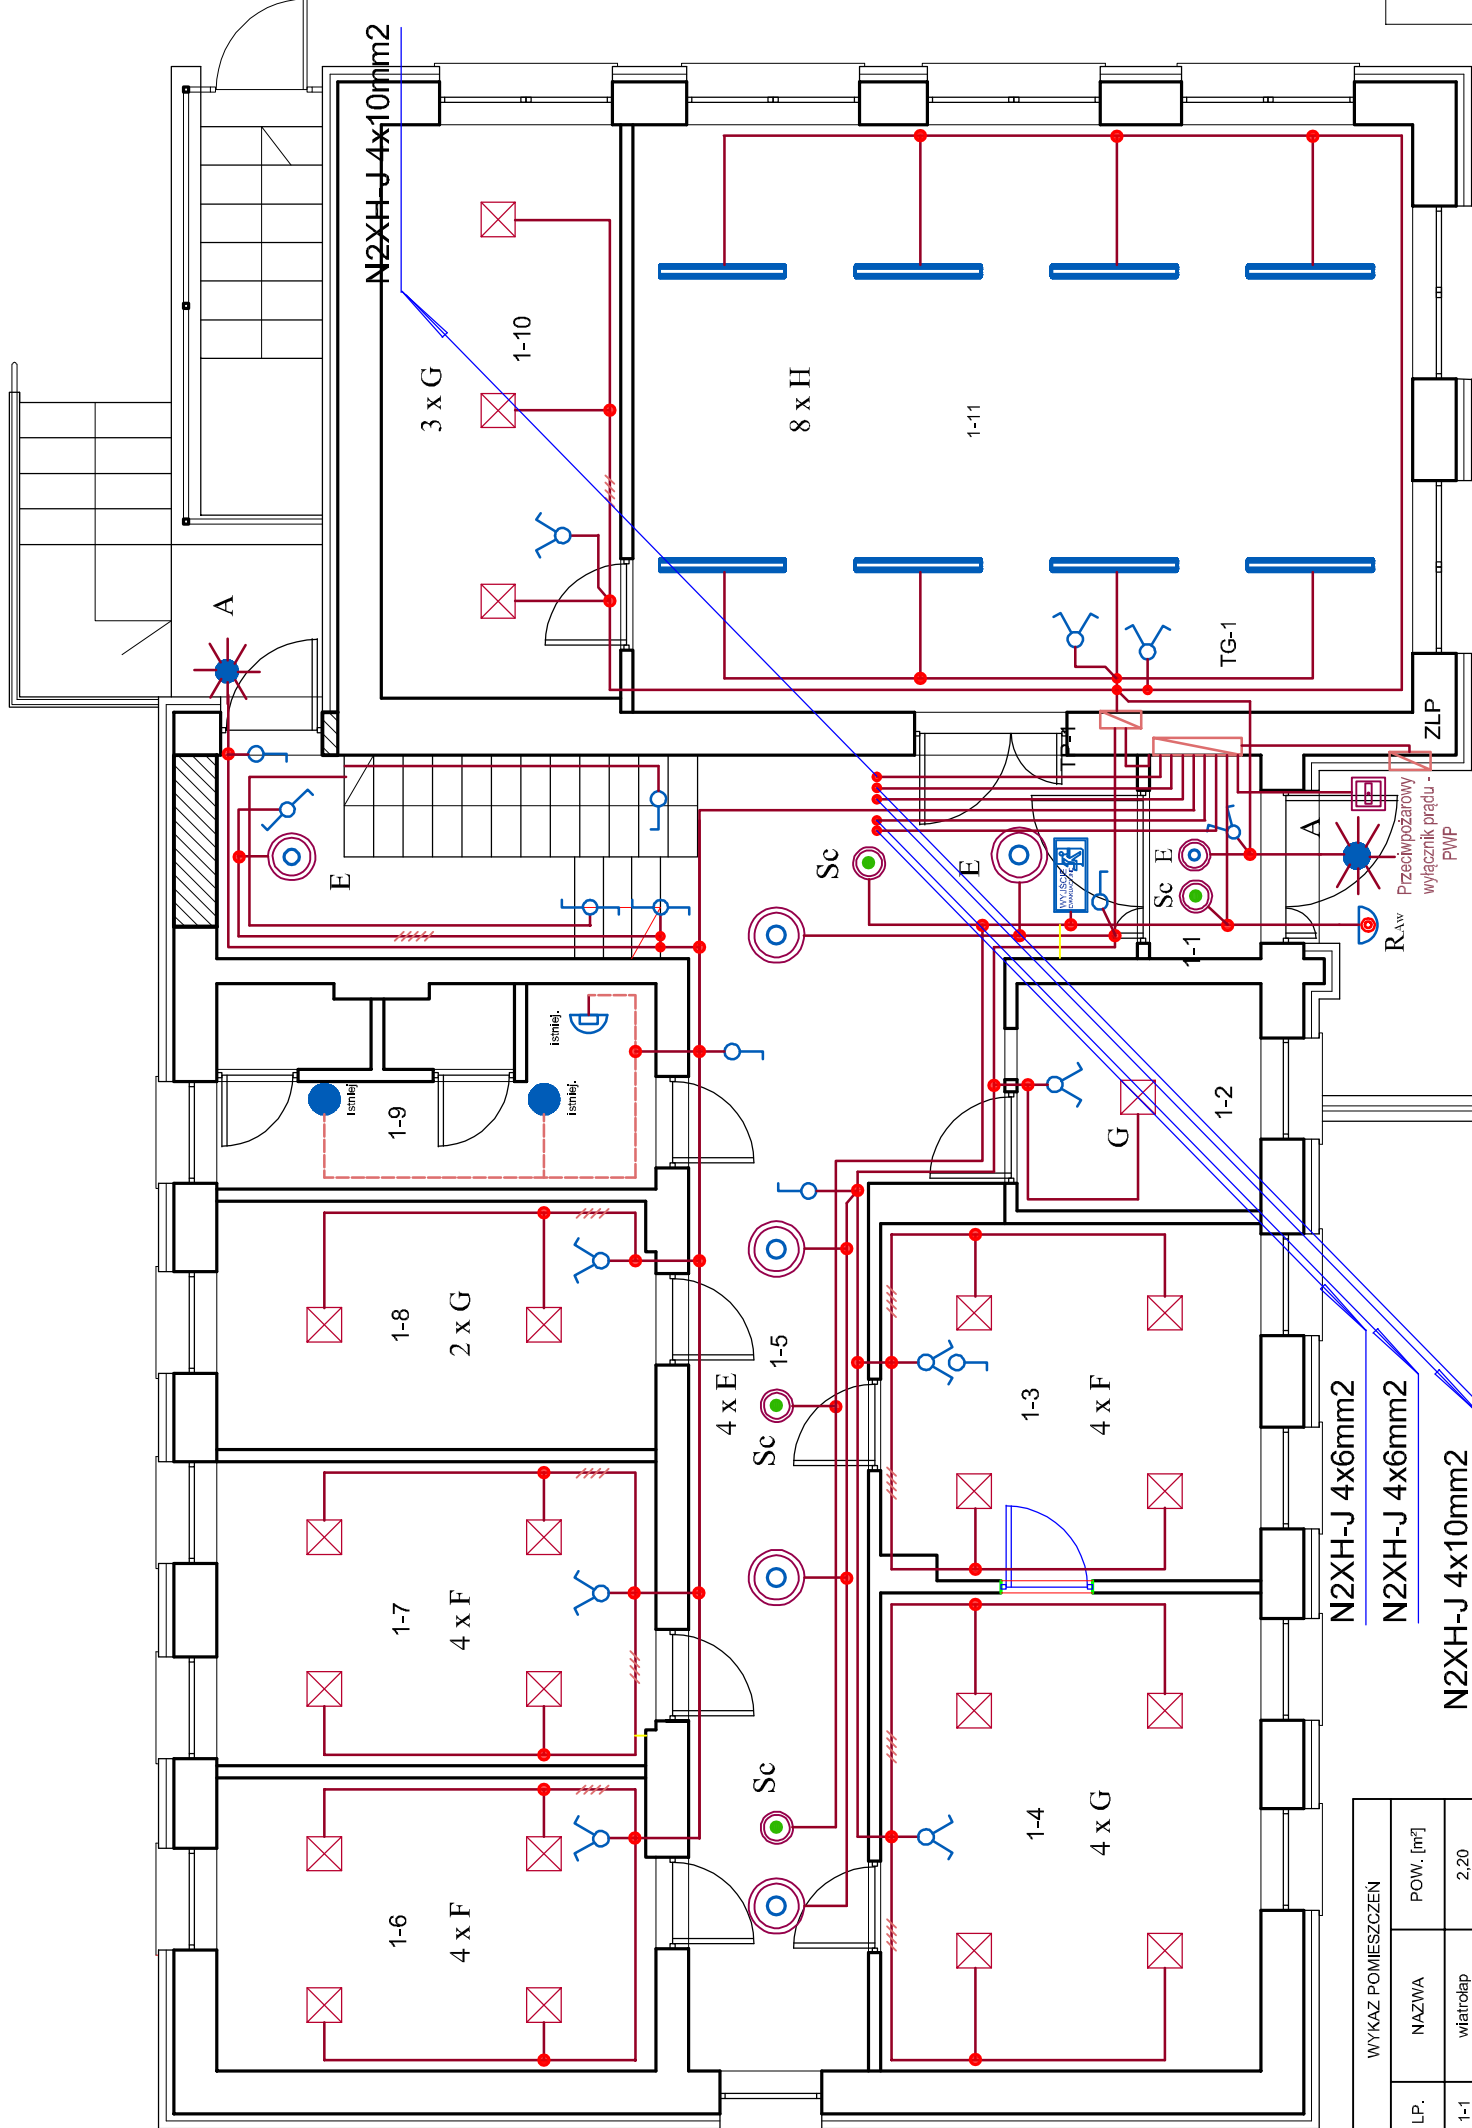 N2XH-J 4x10mm2
A
3 x G
1-10
8 x H
1-11
TG-1
ZLP
E
Sc
E
WYJŚCIE
E
Sc
A
Przeciwpożarowy
wyłącznik prądu -
PWP
RAW
1-1
istniej.
istniej.
istniej.
1-9
G
1-2
1-8
2 x G
1-5
4 x E
Sc
1-3
4 x F
1-7
4 x F
N2XH-J 4x6mm2
N2XH-J 4x6mm2
N2XH-J 4x10mm2
Sc
1-4
4 x G
1-6
4 x F
WYKAZ POMIESZCZEŃ
LP. NAZWA POW. [m²]
1-1 wiatrołap 2,20